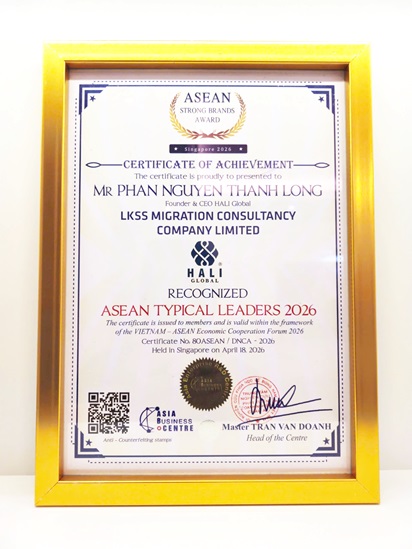 ASEAN
STRONG BRANDS
AWARD
Singapore 2026
CERTIFICATE OF ACHIEVEMENT
The certificate is proudly to presented to
MR PHAN NGUYEN THANH LONG
Founder & CEO HALI Global
LKSS MIGRATION CONSULTANCY
COMPANY LIMITED
HALI
GLOBAL
RECOGNIZED
ASEAN TYPICAL LEADERS 2026
The certificate is issued to members and is valid within the framework
of the VIETNAM - ASEAN Economic Cooperation Forum 2026
Certificate No. 80ASEAN / DNCA - 2026
Held in Singapore on April 18, 2026
ASIA
BUSINESS
CENTRE
Anti - Counterfeiting stamps
Master TRAN VAN DOANH
Head of the Centre